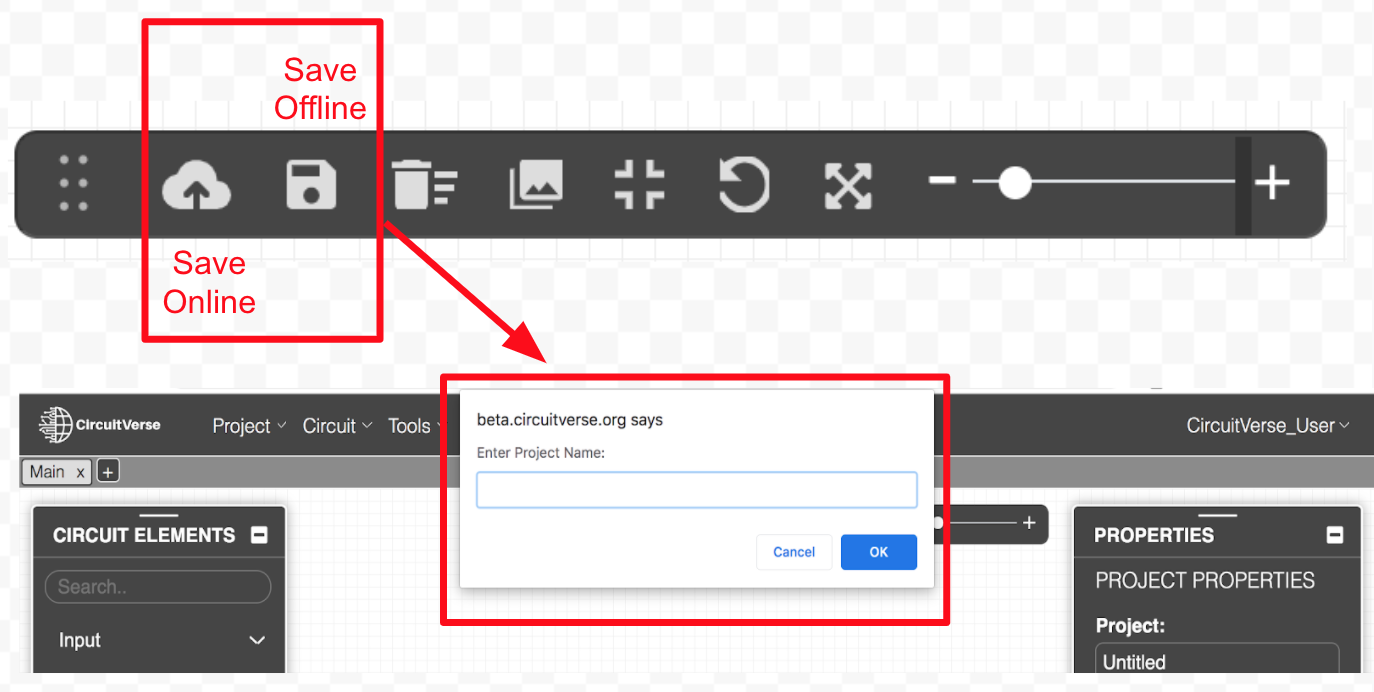 Save
Offline
Save
Online
CircuitVerse Project Circuit Tools CircuitVerse_User
Main x +
beta.circuitverse.org says
Enter Project Name:
Cancel OK
CIRCUIT ELEMENTS
Search..
Input
PROPERTIES
PROJECT PROPERTIES
Project:
Untitled